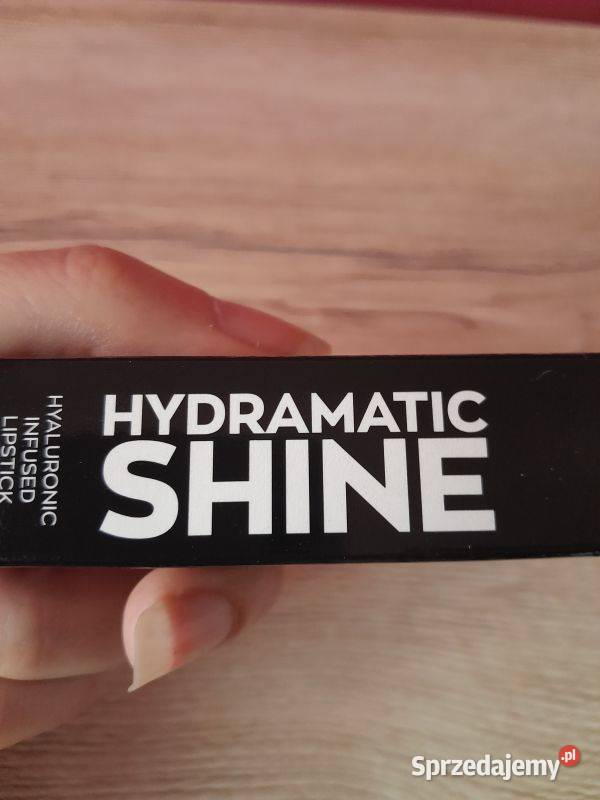 HYDRAMATIC
SHINE
HYALURONIC
INFUSED
LIPSTICK
Sprzedajemy.pl